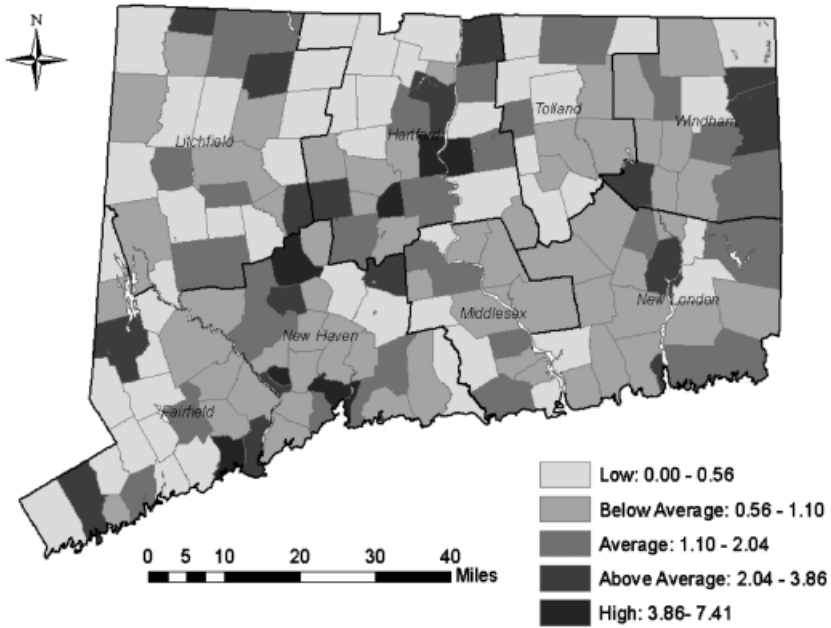 N
Litchfield
Hartford
Tolland
Windham
New Haven
Middlesex
New London
Fairfield
Low: 0.00 - 0.56
Below Average: 0.56 - 1.10
Average: 1.10 - 2.04
Above Average: 2.04 - 3.86
High: 3.86- 7.41
0 5 10 20 30 40
Miles